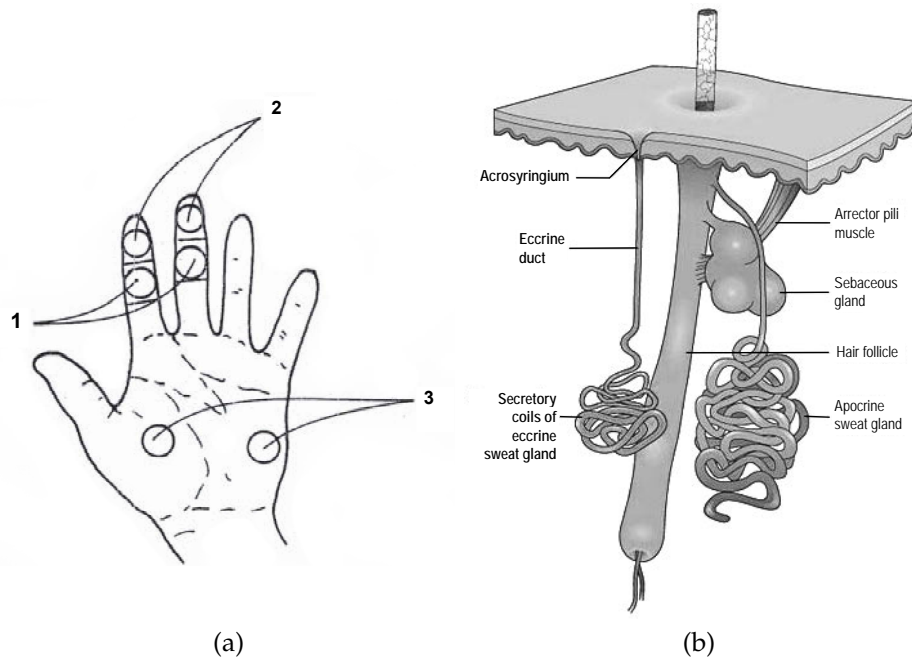 2
1
3
(a)
Acrosyringium
Eccrine
duct
Secretory
coils of
eccrine
sweat gland
Arrector pili
muscle
Sebaceous
gland
Hair follicle
Apocrine
sweat gland
(b)